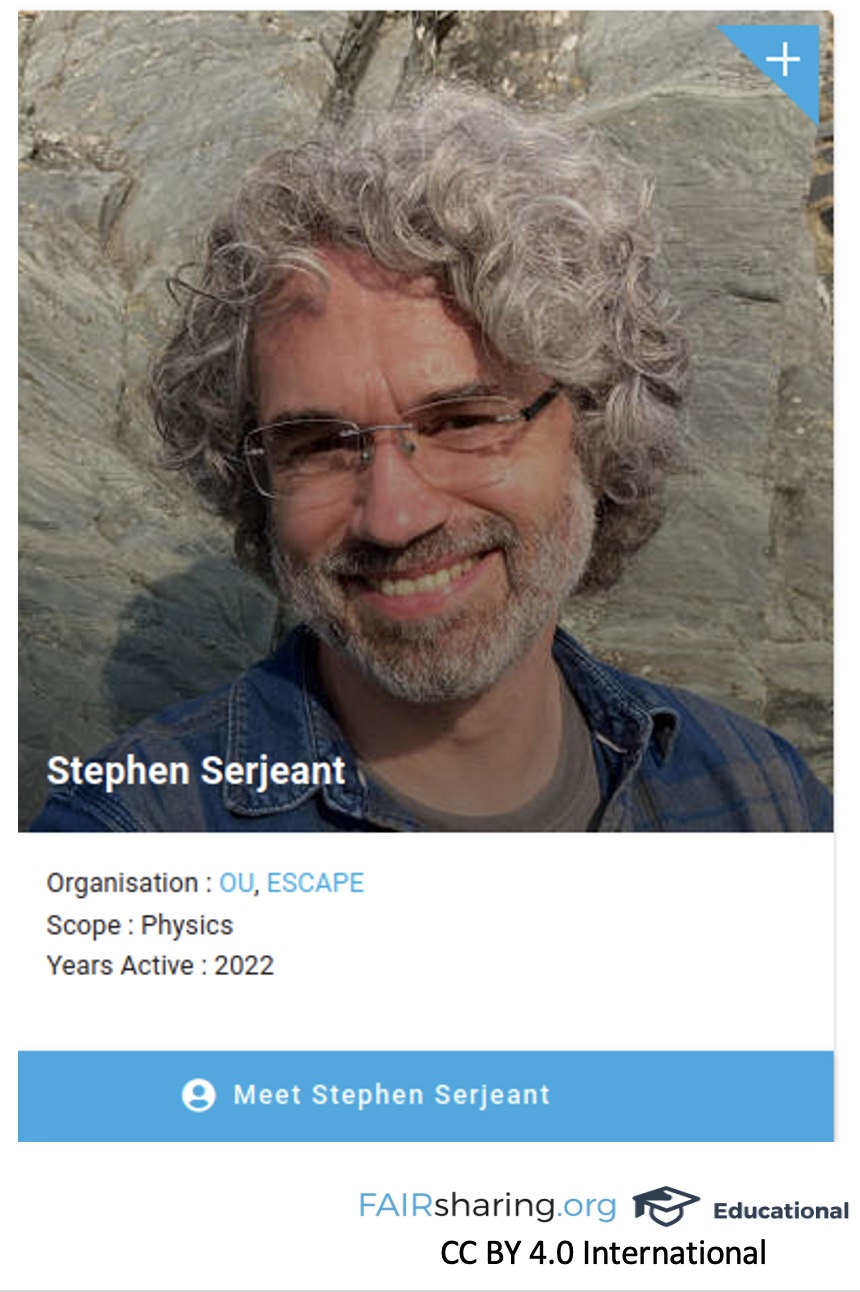 Stephen Serjeant
Organisation : OU, ESCAPE
Scope : Physics
Years Active : 2022
Meet Stephen Serjeant
FAIRsharing.org Educational
CC BY 4.0 International